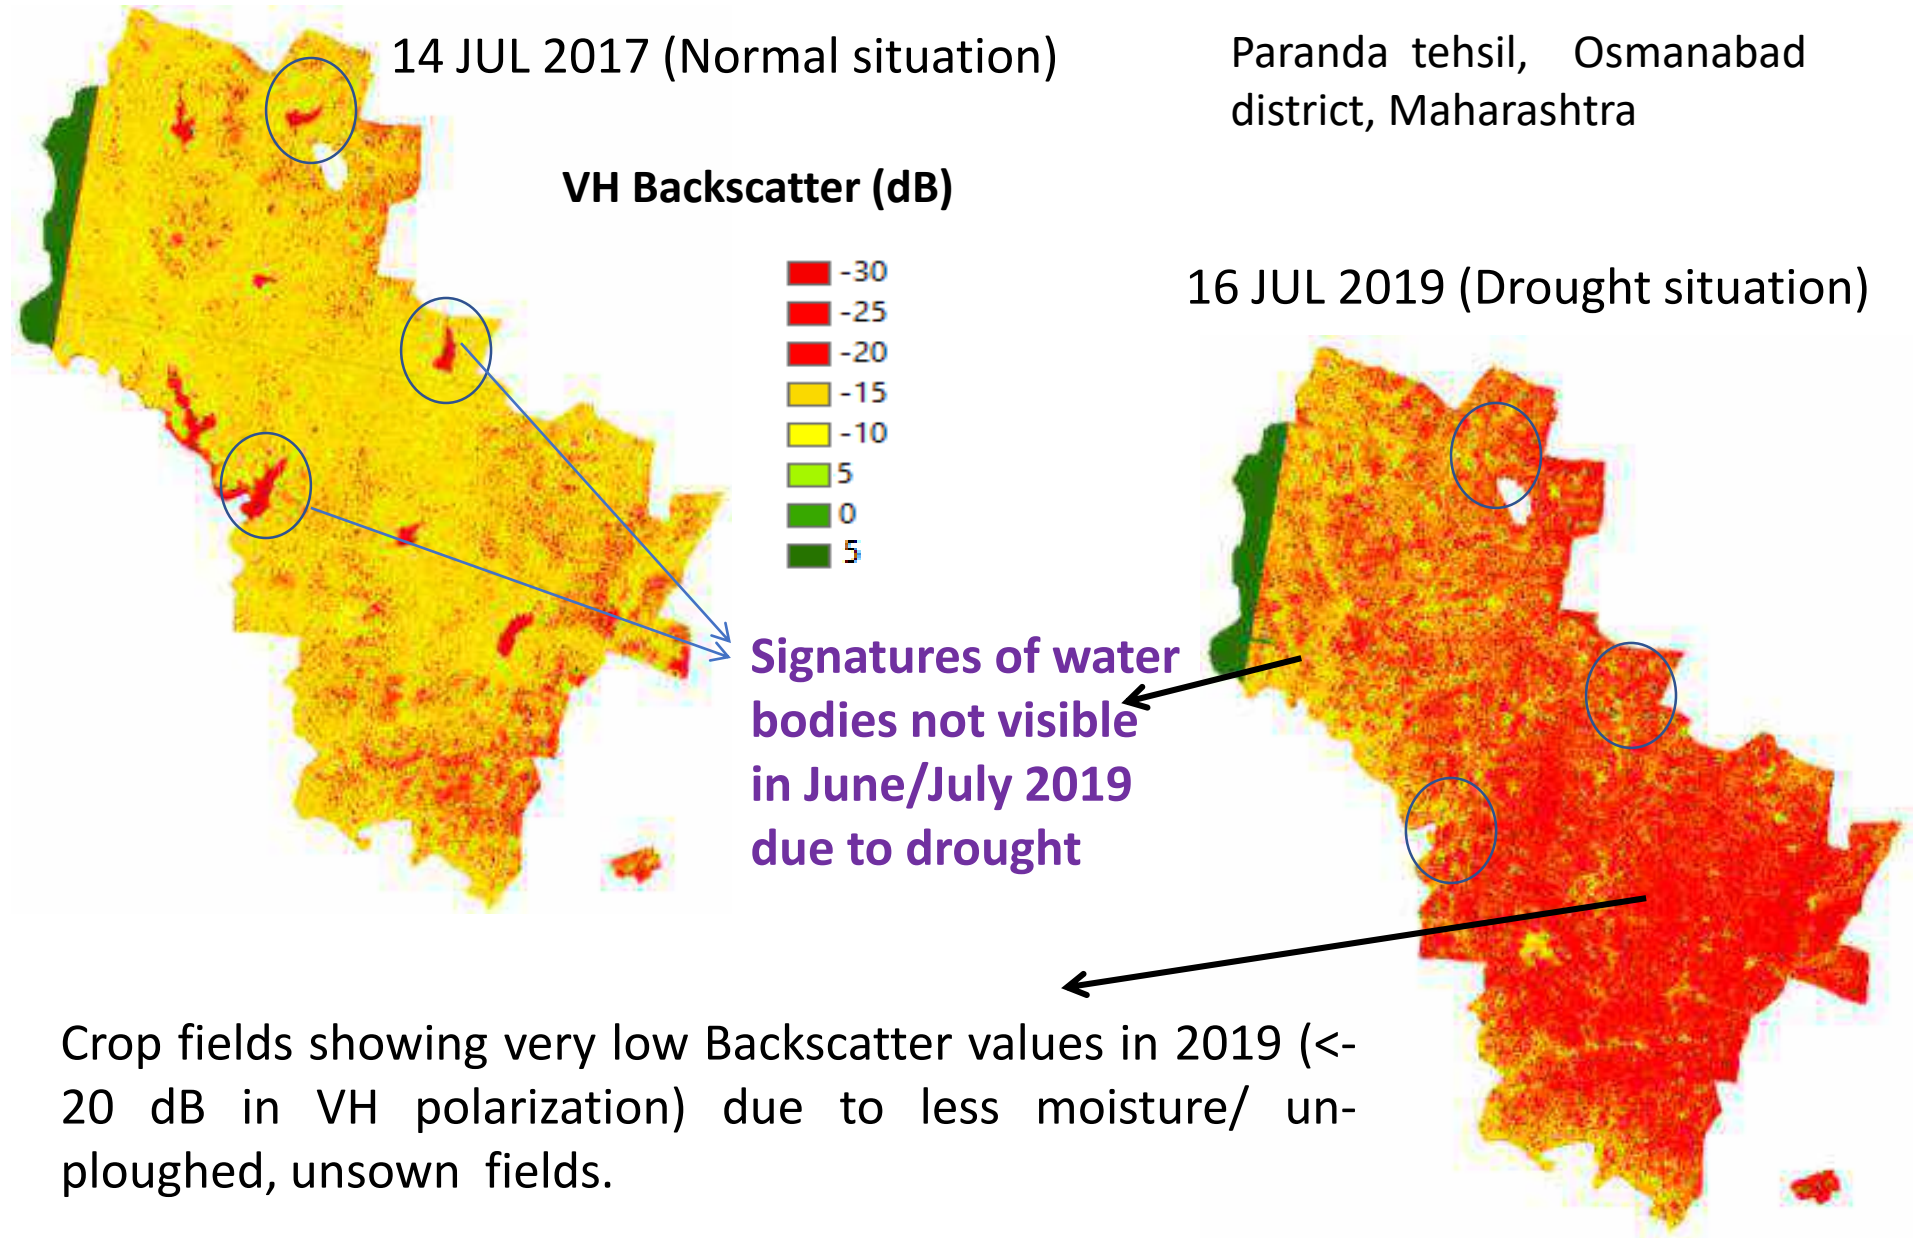 14 JUL 2017 (Normal situation)
Paranda tehsil, Osmanabad
district, Maharashtra
VH Backscatter (dB)
-30
-25
-20
-15
-10
5
0
5
16 JUL 2019 (Drought situation)
Signatures of water
bodies not visible
in June/July 2019
due to drought
Crop fields showing very low Backscatter values in 2019 (<-
20 dB in VH polarization) due to less moisture/ un-
ploughed, unsown fields.